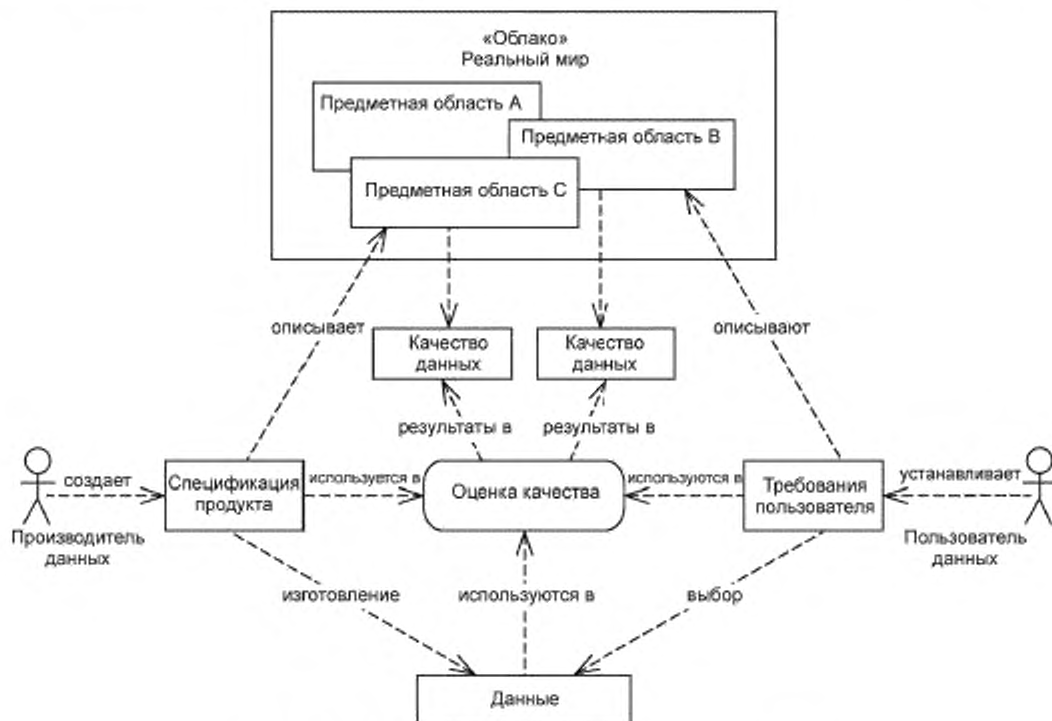 «Облако»
Реальный мир
Предметная область А
Предметная область В
Предметная область С
описывает
описывают
Качество
данных
Качество
данных
результаты в
результаты в
создает
Спецификация
продукта
используется в
Оценка качества
используются в
Требования
пользователя
устанавливает
Производитель
данных
Пользователь
данных
изготовление
используются в
выбор
Данные